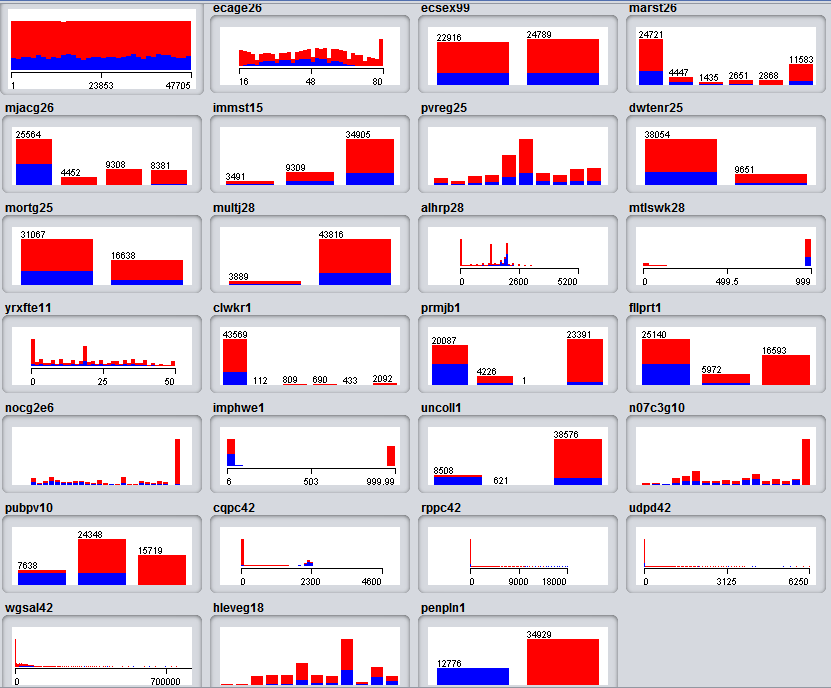 ecage26 ecsex99 marst26
22916 24789 24721 4447 1435 2651 2868 11583
1 23853 47705 16 48 80
mjacg26 immst15 pvreg25 dwtenr25
25564 4452 9308 8381 3491 9309 34905 38054 9651
mortg25 multj28 alhrp28 mtlswk28
31067 16638 3889 43816
0 2600 5200 0 499.5 999
yrxfte11 clwkr1 prmjb1 fllprt1
43569 112 809 690 433 2092 20087 4226 1 23391 25140 5972 16593
0 25 50
nocg2e6 imphwe1 uncoll1 n07c3g10
8508 621 38576
6 503 999.99
pubpv10 cqpc42 rppc42 udpd42
7638 24348 15719
0 2300 4600 0 9000 18000 0 3125 6250
wgsal42 hleveg18 penpln1
12776 34929
0 700000